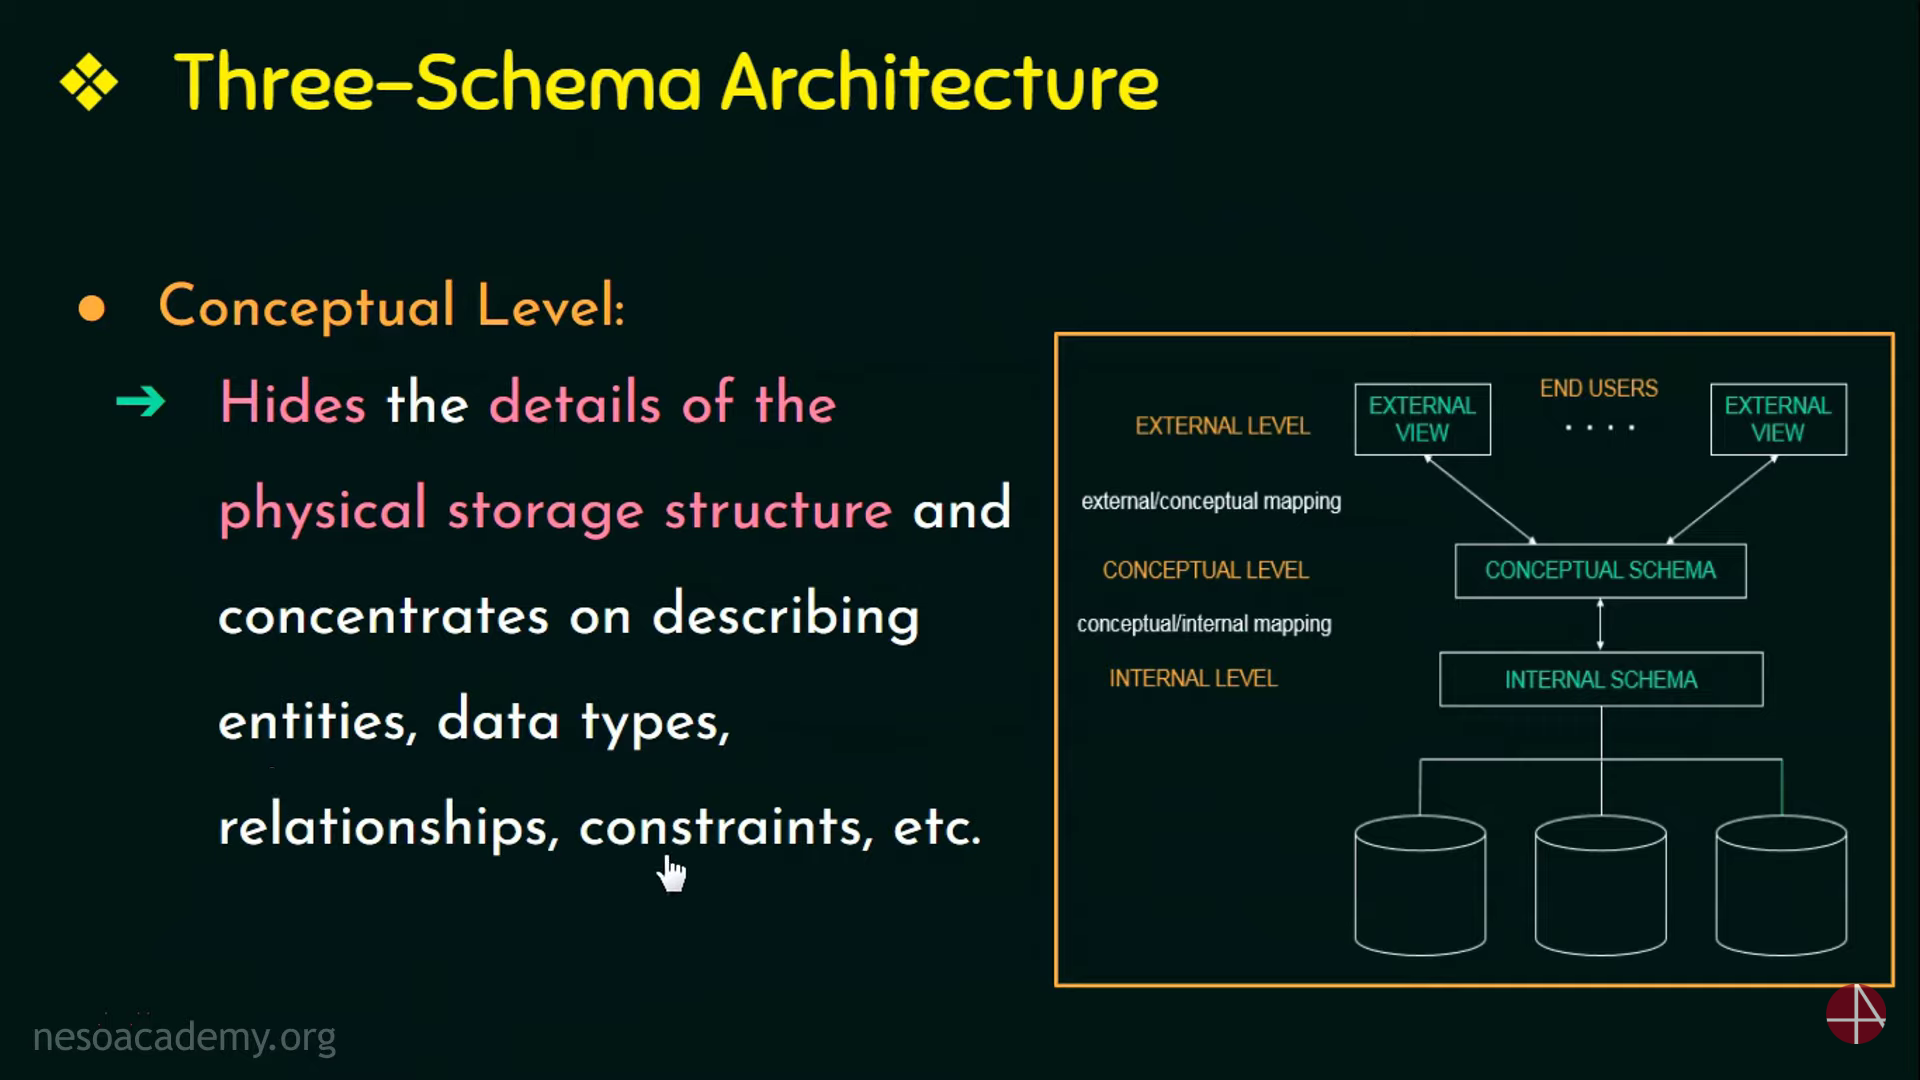 ❖ Three-Schema Architecture
● Conceptual Level:
➔ Hides the details of the
physical storage structure and
concentrates on describing
entities, data types,
relationships, constraints, etc.
END USERS
EXTERNAL LEVEL
EXTERNAL
VIEW
. . . .
EXTERNAL
VIEW
external/conceptual mapping
CONCEPTUAL LEVEL
CONCEPTUAL SCHEMA
conceptual/internal mapping
INTERNAL LEVEL
INTERNAL SCHEMA
nesoacademy.org